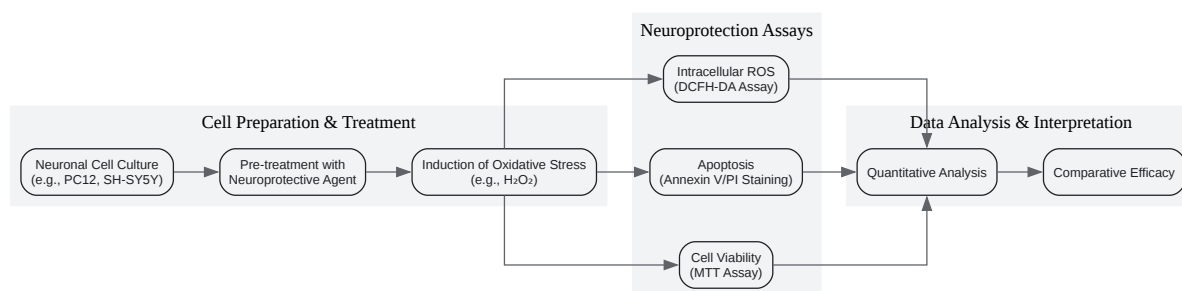 Neuroprotection Assays
Intracellular ROS
(DCFH-DA Assay)
Cell Preparation & Treatment
Data Analysis & Interpretation
Neuronal Cell Culture
(e.g., PC12, SH-SY5Y)
Pre-treatment with
Neuroprotective Agent
Induction of Oxidative Stress
(e.g., H₂O₂)
Apoptosis
(Annexin V/PI Staining)
Quantitative Analysis
Comparative Efficacy
Cell Viability
(MTT Assay)